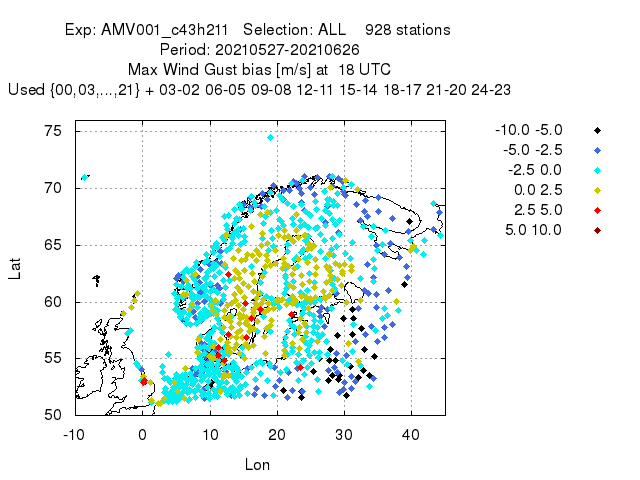 Exp: AMV001_c43h211   Selection: ALL    928 stations
Period: 20210527-20210626
Max Wind Gust bias [m/s] at  18 UTC
Used {00,03,...,21} + 03-02 06-05 09-08 12-11 15-14 18-17 21-20 24-23
75
70
65
60
55
50
Lat
-10 0 10 20 30 40
Lon
-10.0 -5.0
-5.0 -2.5
-2.5 0.0
0.0 2.5
2.5 5.0
5.0 10.0